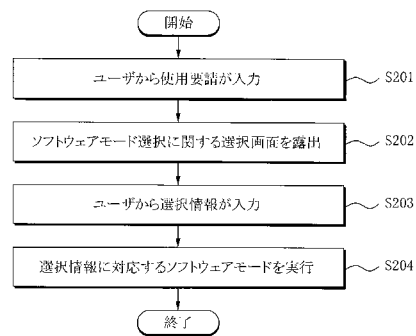 開始
ユーザから使用要請が入力
S201
ソフトウェアモード選択に関する選択画面を露出
S202
ユーザから選択情報が入力
S203
選択情報に対応するソフトウェアモードを実行
S204
終了